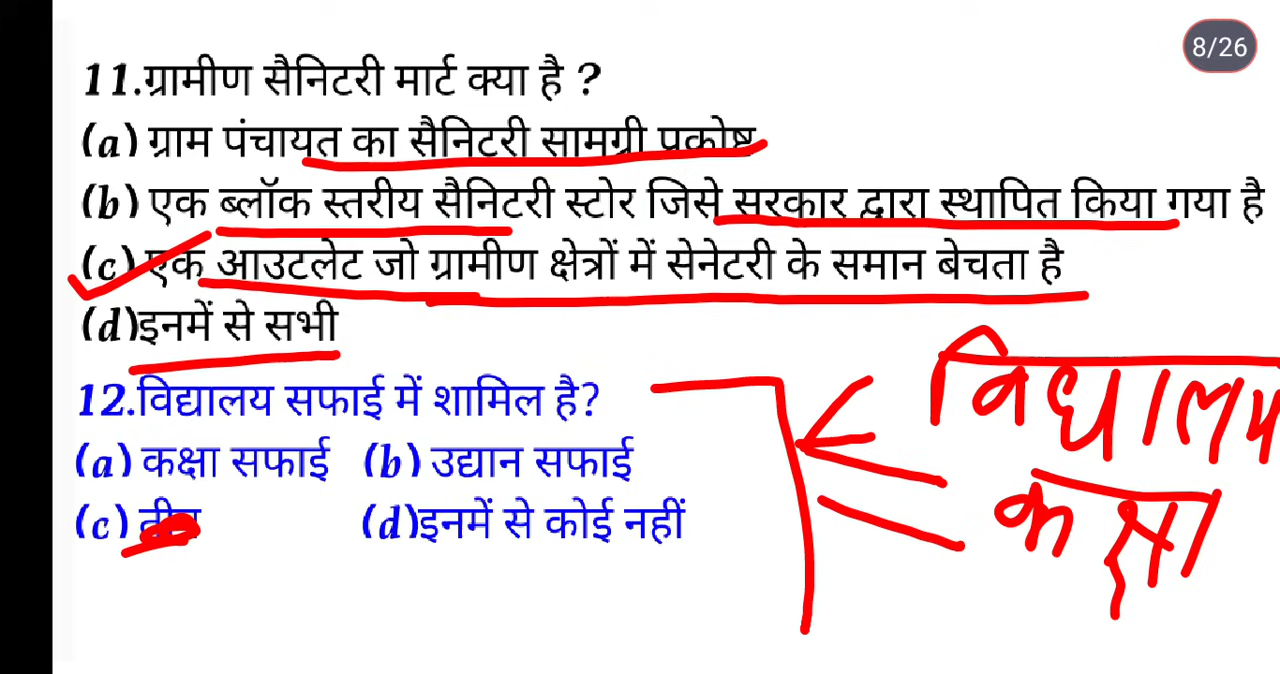 8/26
11.ग्रामीण सैनिटरी मार्ट क्या है ?
(a) ग्राम पंचायत का सैनिटरी सामग्री प्रकोष्ट
(b) एक ब्लॉक स्तरीय सैनिटरी स्टोर जिसे सरकार द्वारा स्थापित किया गया है
(c) एक आउटलेट जो ग्रामीण क्षेत्रों में सेनेटरी के समान बेचता है
(d)इनमें से सभी
12.विद्यालय सफाई में शामिल है?
(a) कक्षा सफाई (b) उद्यान सफाई
(c) (d)इनमें से कोई नहीं
विद्यालय
कक्षा